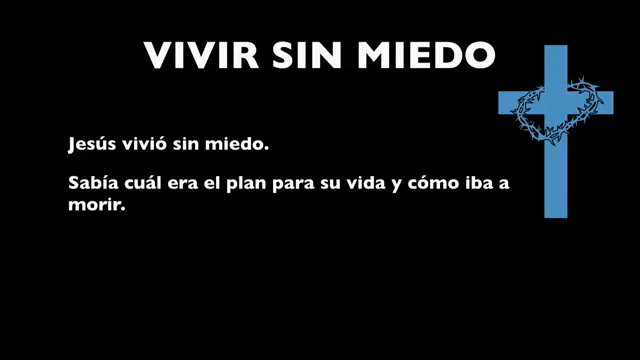 VIVIR SIN MIEDO
Jesús vivió sin miedo.
Sabía cuál era el plan para su vida y cómo iba a
morir.